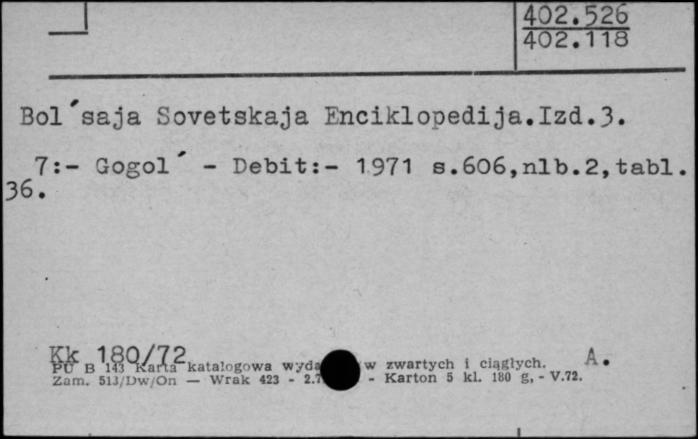 402.526
402.118
Bol´saja Sovetskaja Enciklopedija.Izd.3.
7:- Gogol´ - Debit:- 1971 s.606,nlb.2,tabl.
36.
Kk 180/72 A.
PU B 143 Karta katalogowa w zwartych i ciągłych.
Zam. 513/Dw/On — Wrak 423 - - Karton 5 kl. 180 g, - V.72.